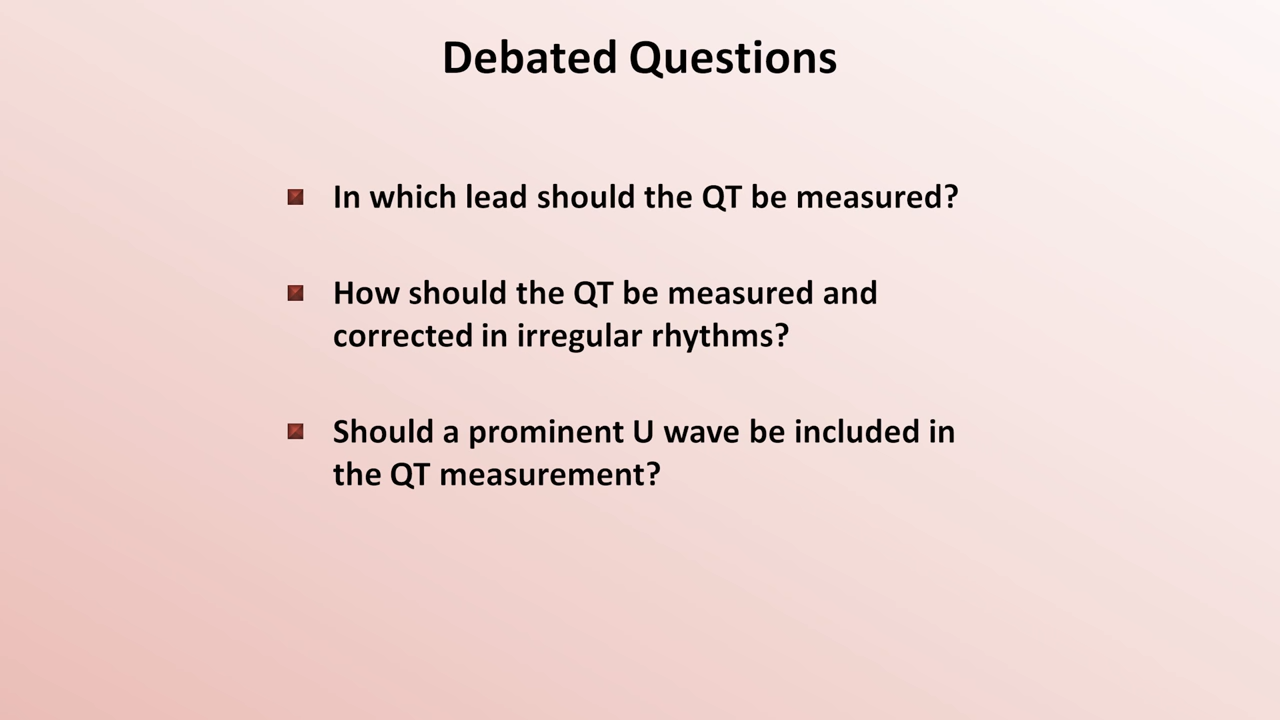 Debated Questions
In which lead should the QT be measured?
How should the QT be measured and
corrected in irregular rhythms?
Should a prominent U wave be included in
the QT measurement?